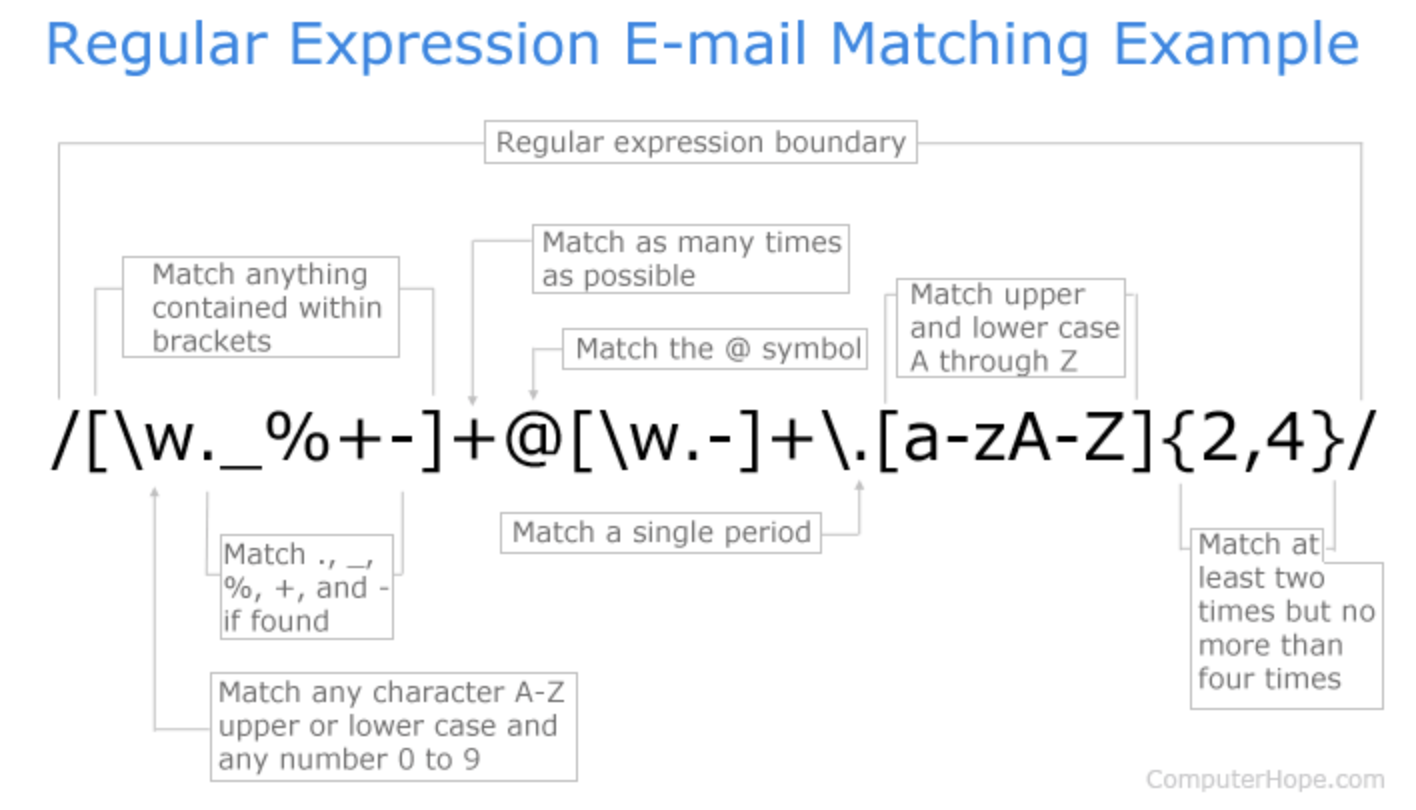 Regular Expression E-mail Matching Example
Regular expression boundary
Match as many times
as possible
Match anything
contained within
brackets
Match upper
and lower case
A through Z
Match the @ symbol
/[\w._%+-]+@[\w.-]+\.[a-zA-Z]{2,4}/
Match a single period
Match ., _,
%, +, and -
if found
Match at
least two
times but no
more than
four times
Match any character A-Z
upper or lower case and
any number 0 to 9
ComputerHope.com